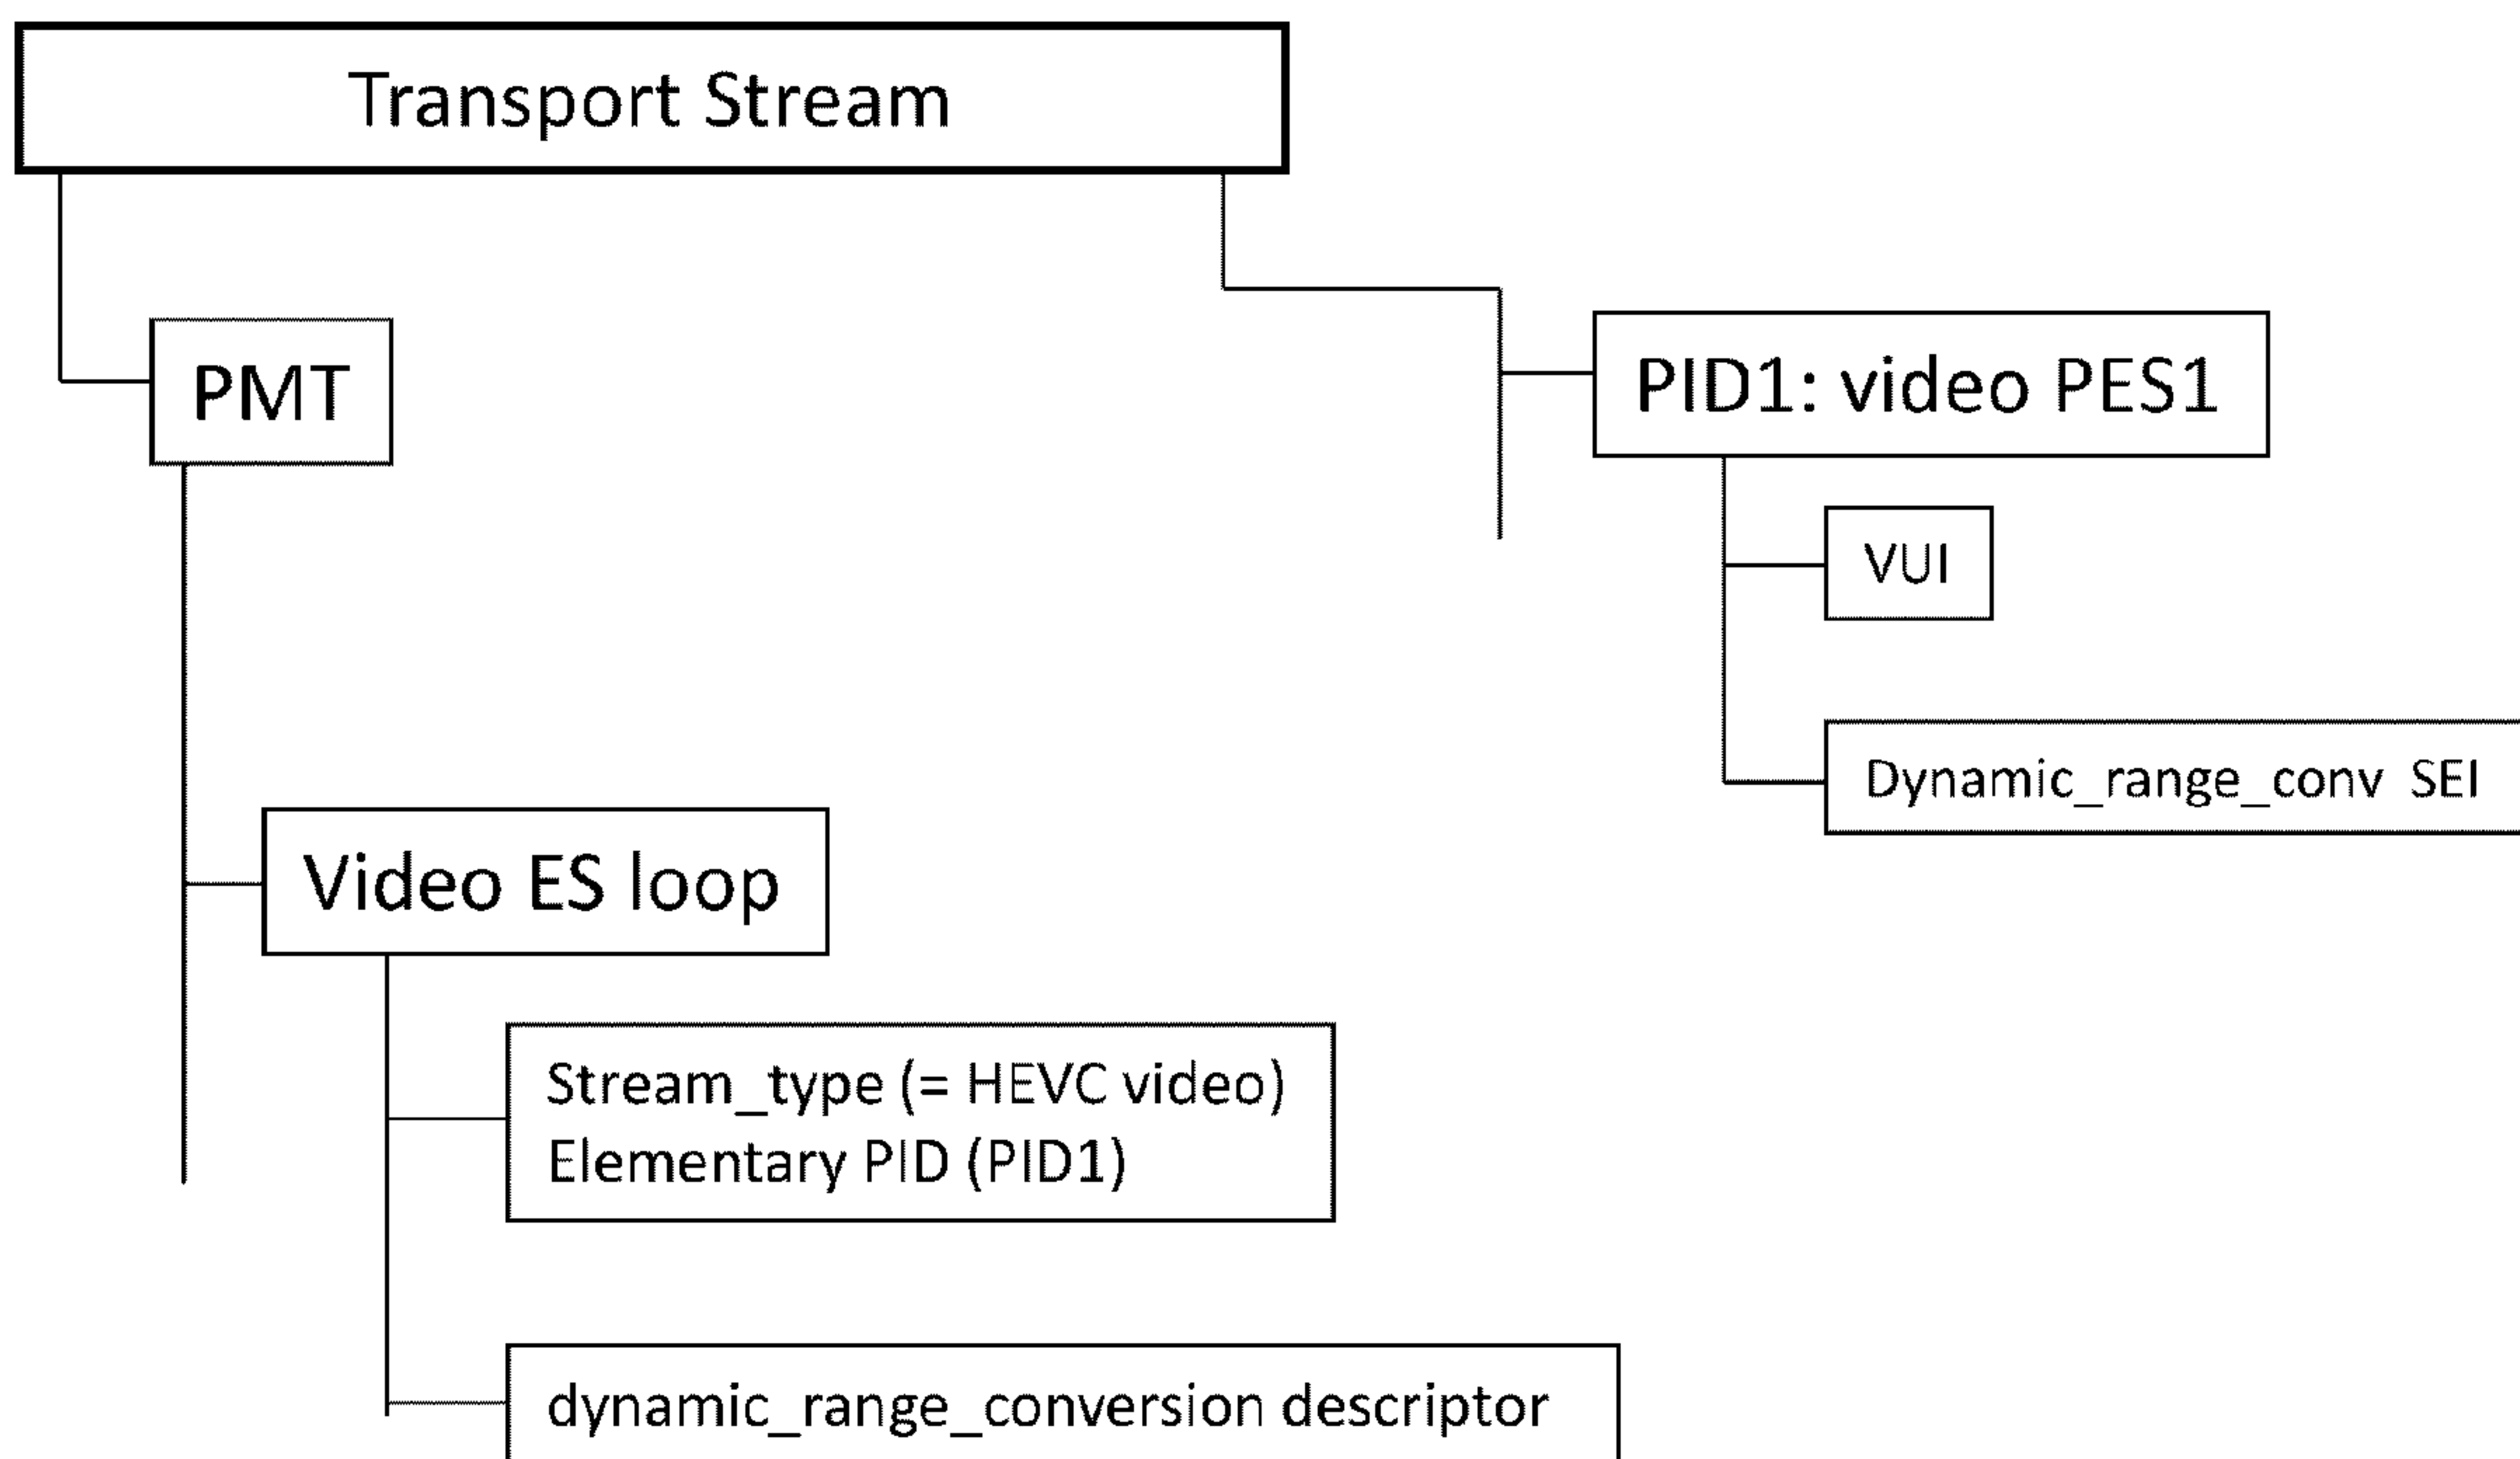 Transport Stream
PMT
PID1: video PES1
VUI
Dynamic_range_conv SEI
Video ES loop
Stream_type (= HEVC video)
Elementary PID (PID1)
dynamic_range_conversion descriptor